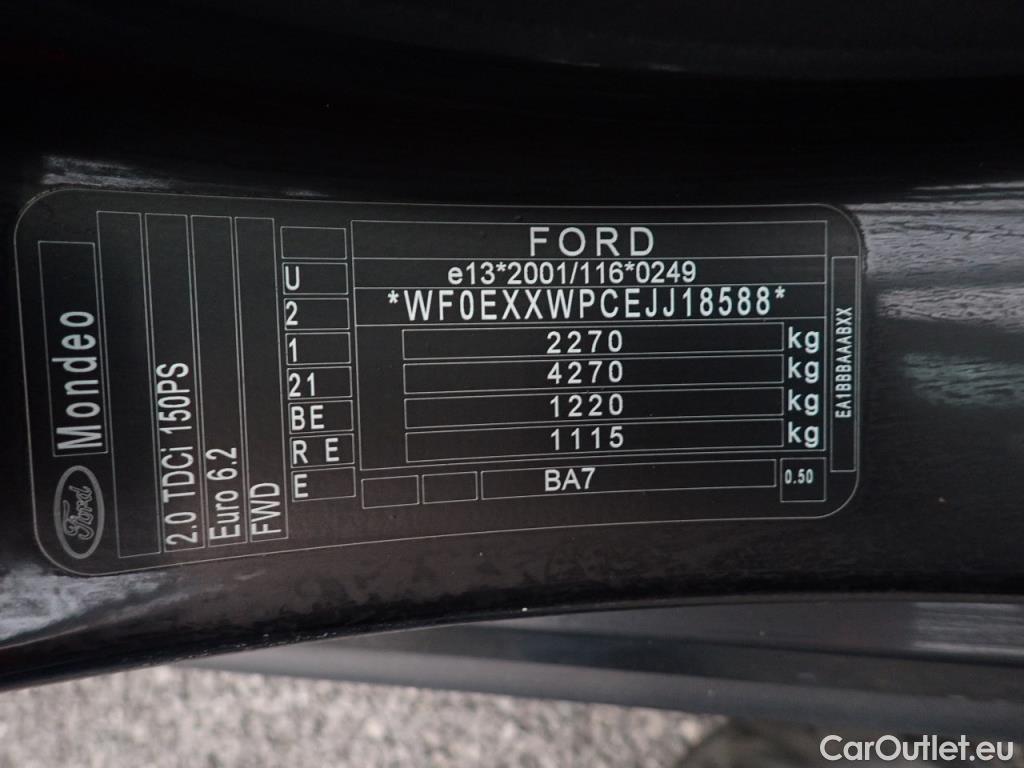 Mondeo
Ford
2.0 TDCi 150PS
Euro 6.2
FWD
U
2
1
21
BE
R E
E
FORD
e13*2001/116*0249
*WF0EXXWPCEJJ18588*
2270 kg
4270 kg
1220 kg
1115 kg
BA7
0.50
EA1BBBAAABXX
CarOutlet.eu